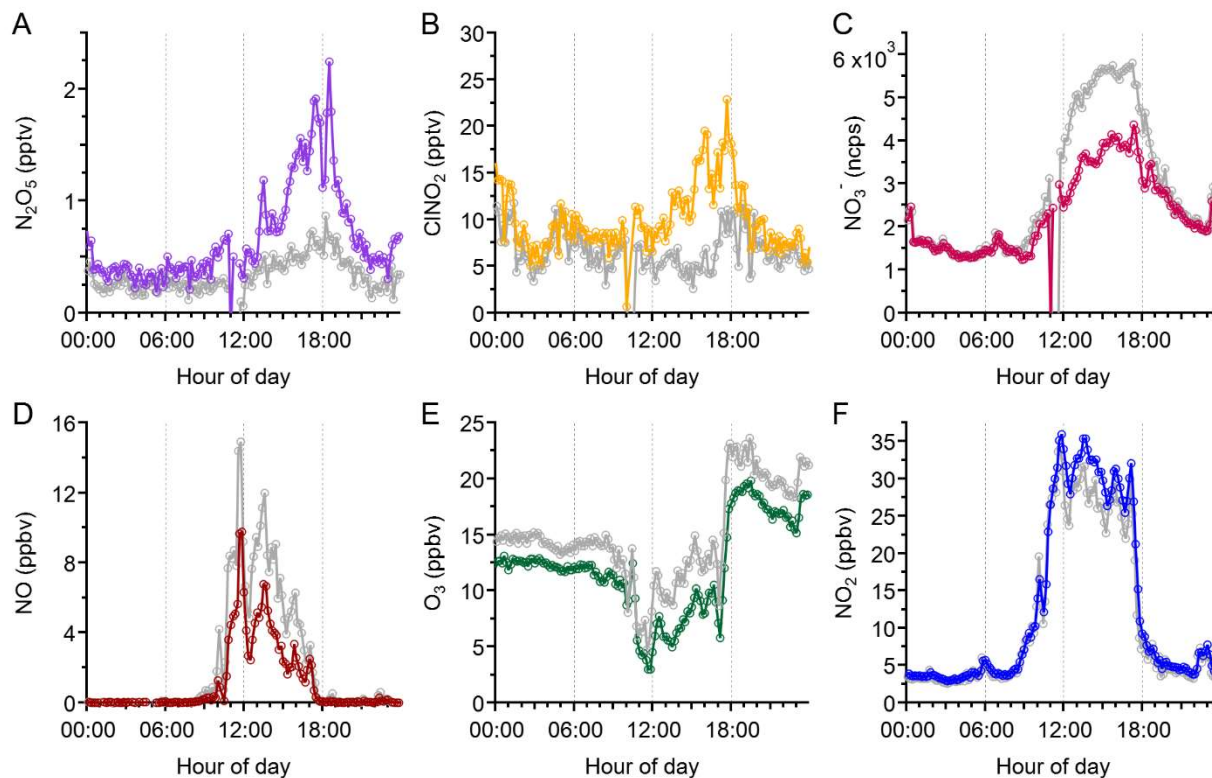 A
N₂O₅ (pptv)
2
1
0
00:00 06:00 12:00 18:00
Hour of day
B
ClNO₂ (pptv)
30
25
20
15
10
5
0
00:00 06:00 12:00 18:00
Hour of day
C
NO₃⁻ (ncps)
6 x10³
5
4
3
2
1
0
00:00 06:00 12:00 18:00
Hour of day
D
NO (ppbv)
16
12
8
4
0
00:00 06:00 12:00 18:00
Hour of day
E
O₃ (ppbv)
25
20
15
10
5
0
00:00 06:00 12:00 18:00
Hour of day
F
NO₂ (ppbv)
35
30
25
20
15
10
5
0
00:00 06:00 12:00 18:00
Hour of day